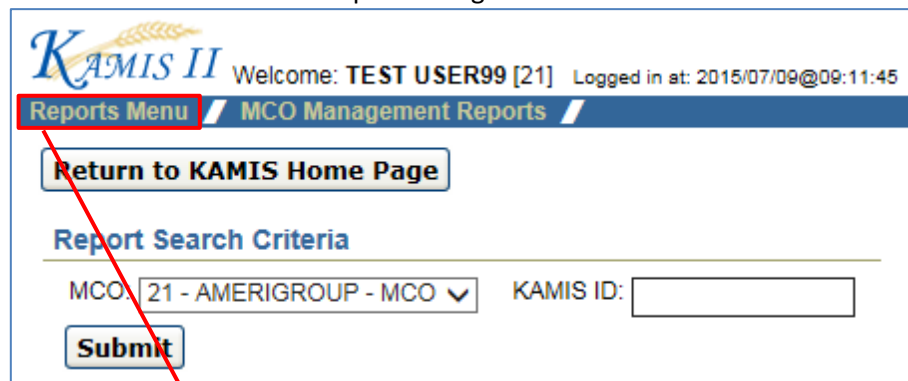 KAMIS II Welcome: TEST USER99 [21] Logged in at: 2015/07/09@09:11:45
Reports Menu MCO Management Reports
Return to KAMIS Home Page
Report Search Criteria
MCO: 21 - AMERIGROUP - MCO KAMIS ID:
Submit